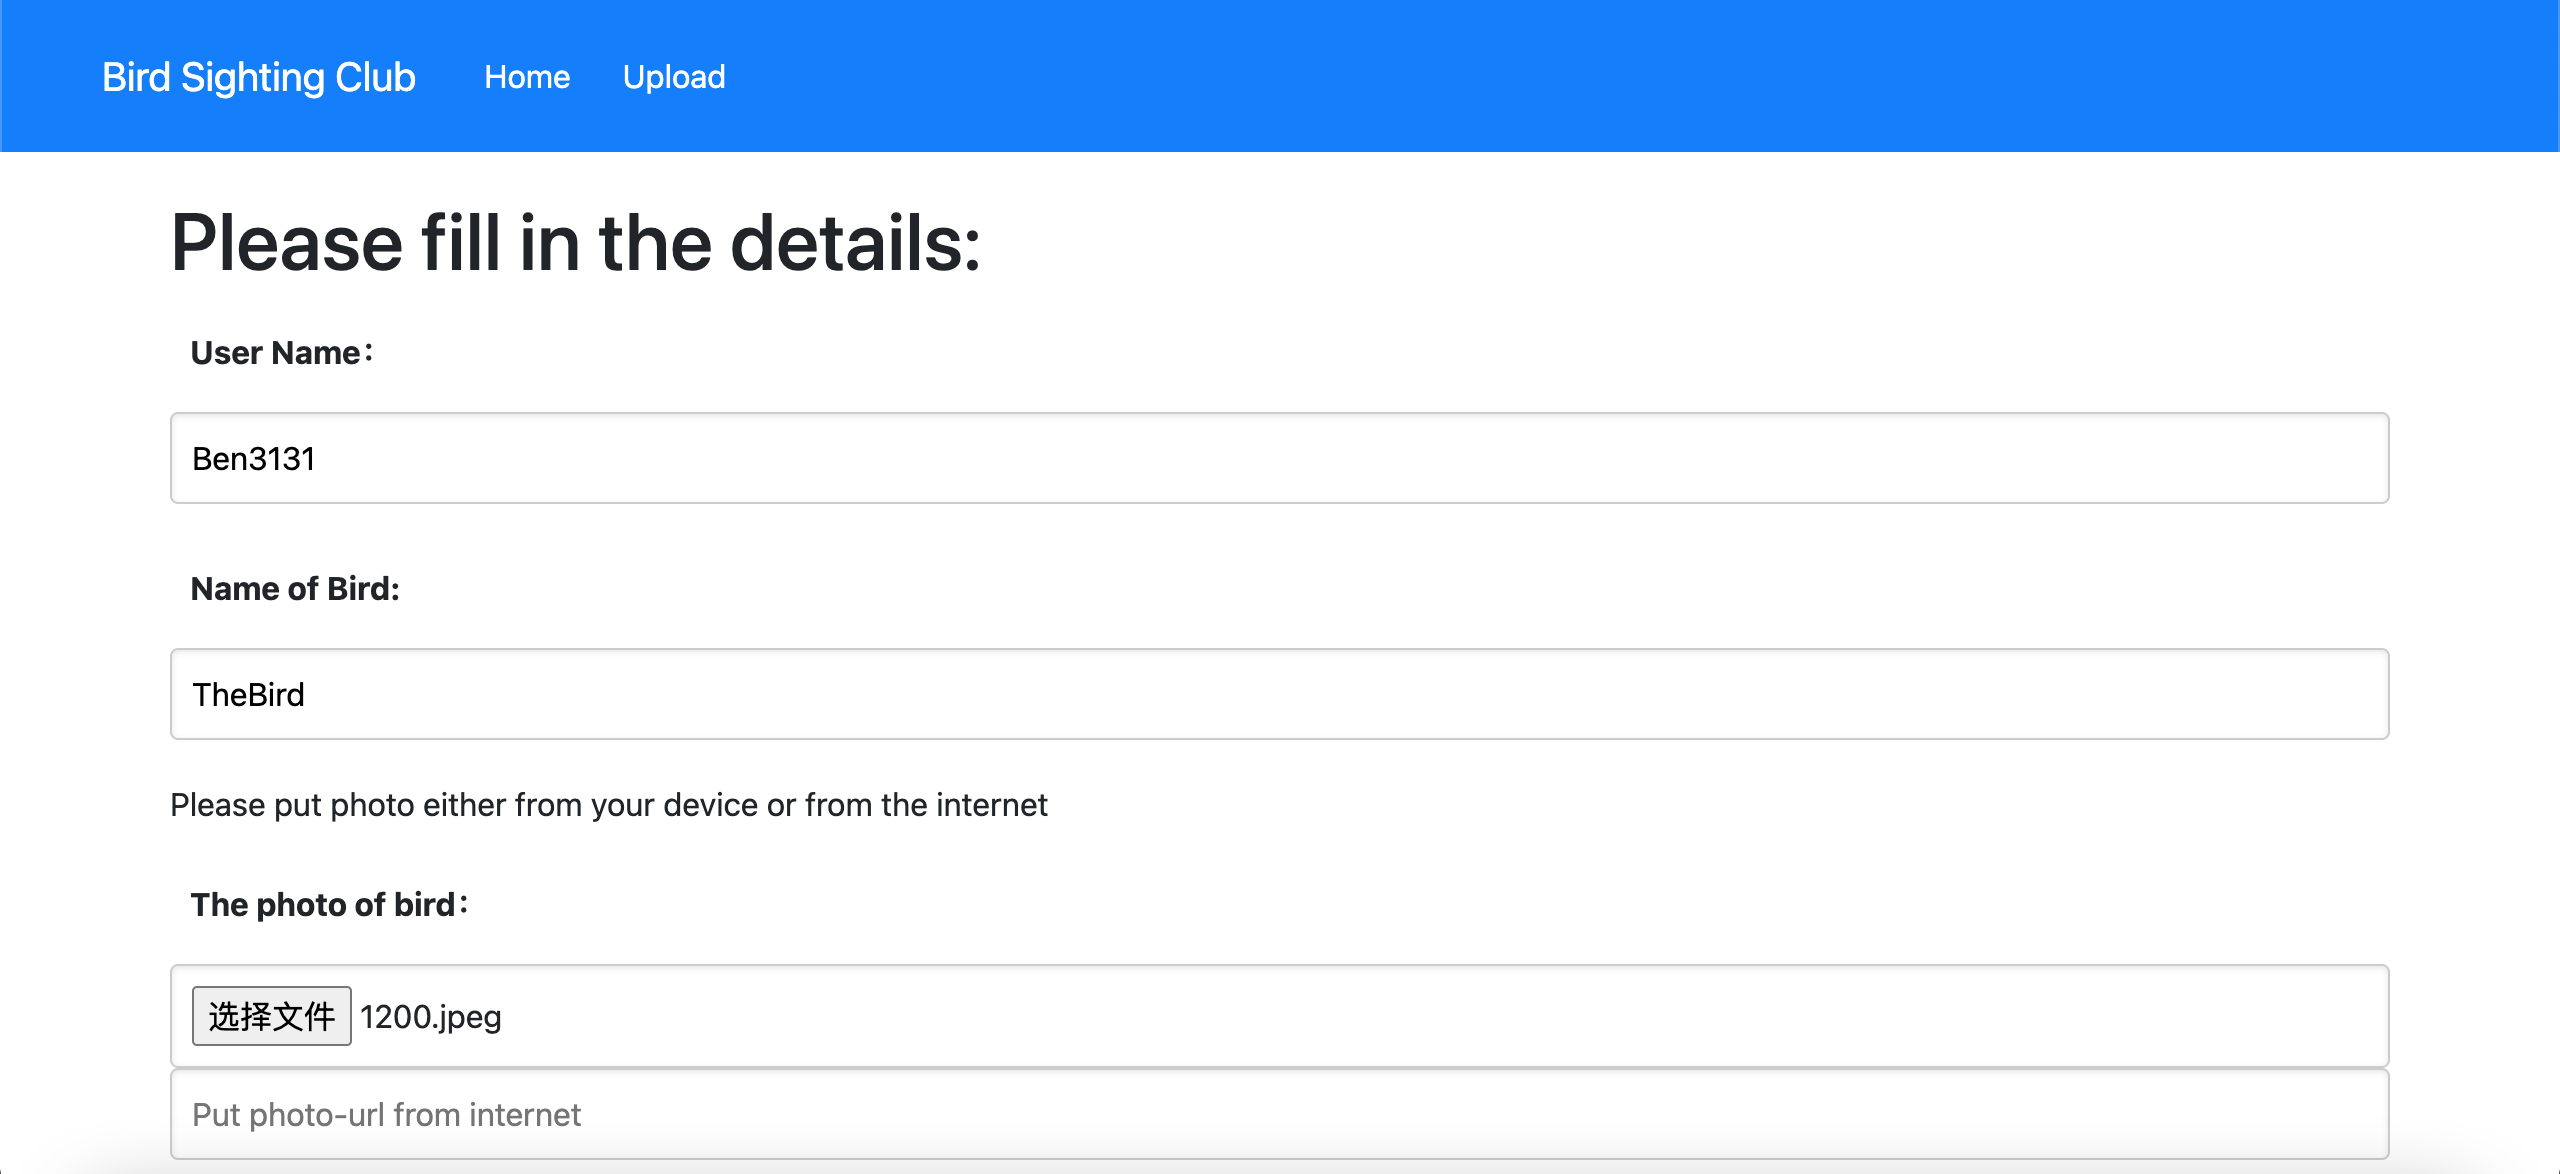 Bird Sighting Club Home Upload
Please fill in the details:
User Name：
Ben3131
Name of Bird:
TheBird
Please put photo either from your device or from the internet
The photo of bird：
选择文件 1200.jpeg
Put photo-url from internet